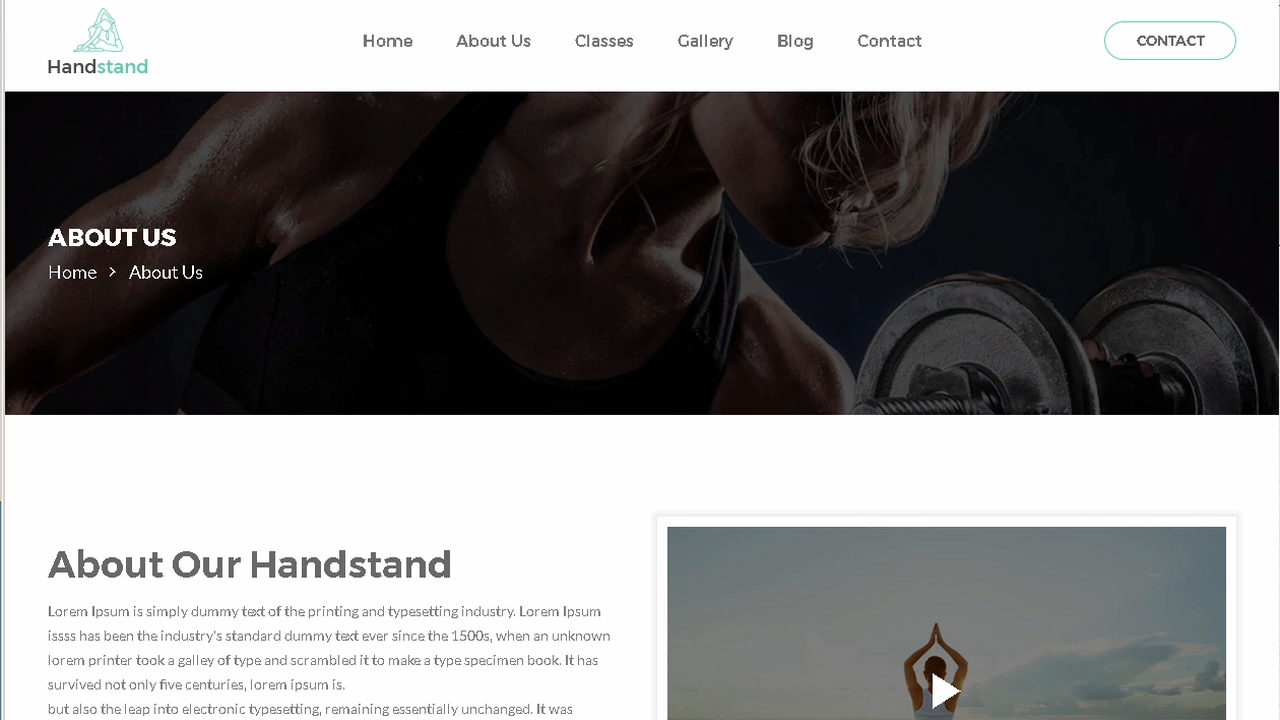 Handstand
Home
About Us
Classes
Gallery
Blog
Contact
CONTACT
ABOUT US
Home > About Us
About Our Handstand
Lorem Ipsum is simply dummy text of the printing and typesetting industry. Lorem Ipsum
issss has been the industry's standard dummy text ever since the 1500s, when an unknown
lorem printer took a galley of type and scrambled it to make a type specimen book. It has
survived not only five centuries, lorem ipsum is.
but also the leap into electronic typesetting, remaining essentially unchanged. It was